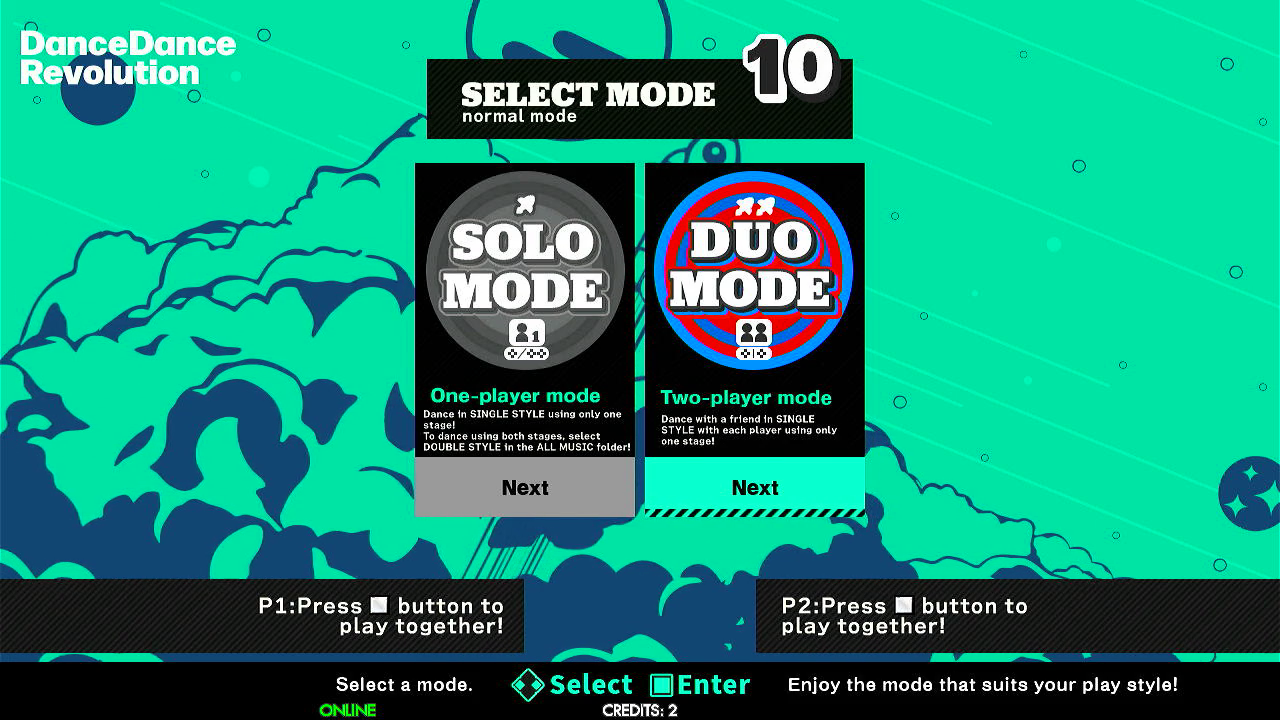 DanceDance
Revolution
SELECT MODE
normal mode
10
SOLO
MODE
1
One-player mode
Dance in SINGLE STYLE using only one
stage!
To dance using both stages, select
DOUBLE STYLE in the ALL MUSIC folder!
Next
DUO
MODE
Two-player mode
Dance with a friend in SINGLE
STYLE with each player using only
one stage!
Next
P1:Press button to
play together!
P2:Press button to
play together!
Select a mode.
Select
Enter
Enjoy the mode that suits your play style!
ONLINE
CREDITS: 2